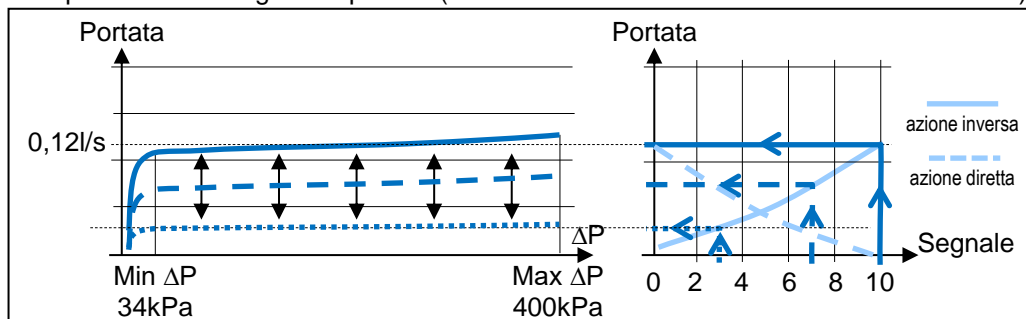 Portata
0,12l/s
ΔP
Min ΔP
34kPa
Max ΔP
400kPa
Portata
0 2 4 6 8 10
Segnale
azione inversa
azione diretta